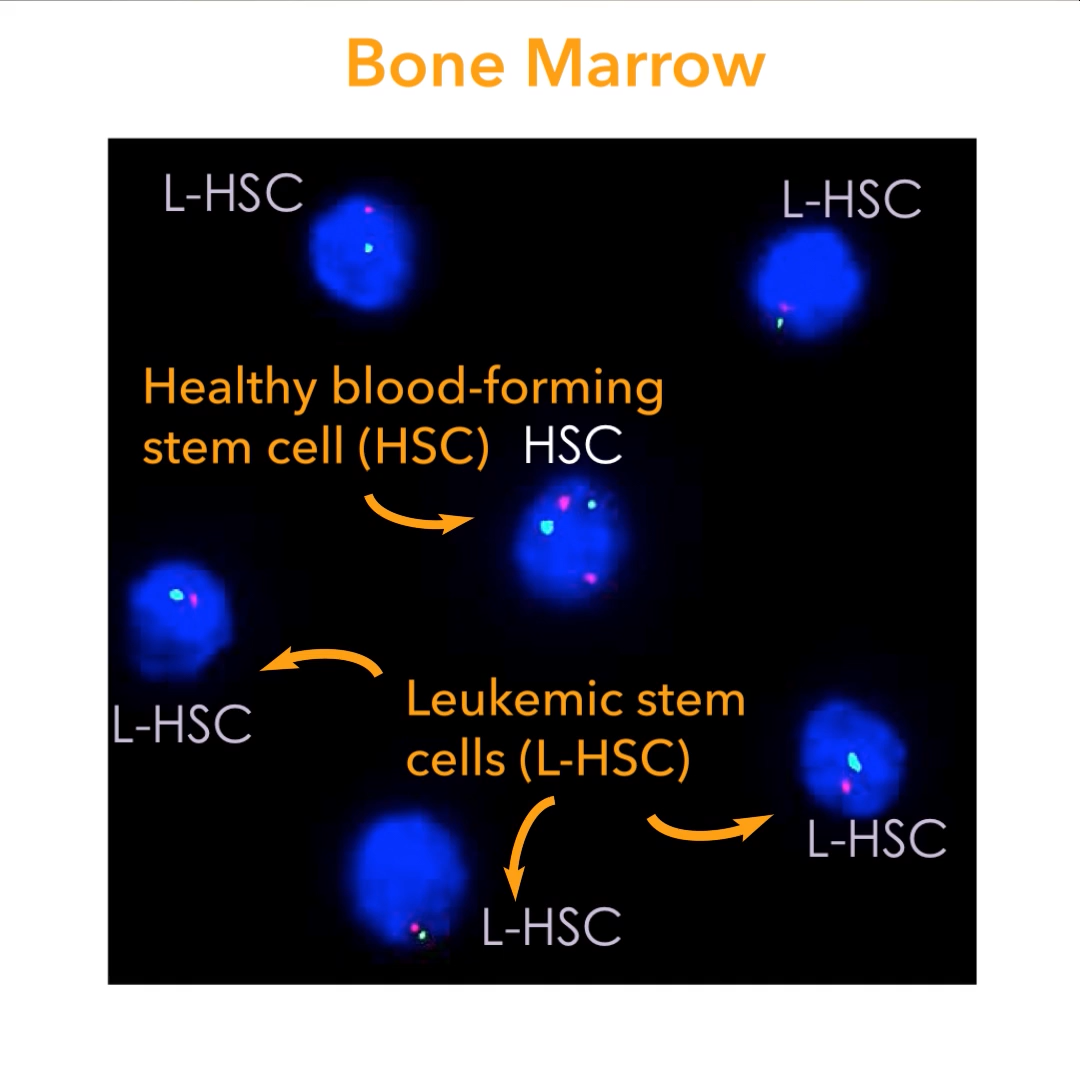 Bone Marrow
L-HSC
L-HSC
Healthy blood-forming
stem cell (HSC)
HSC
L-HSC
Leukemic stem
cells (L-HSC)
L-HSC
L-HSC